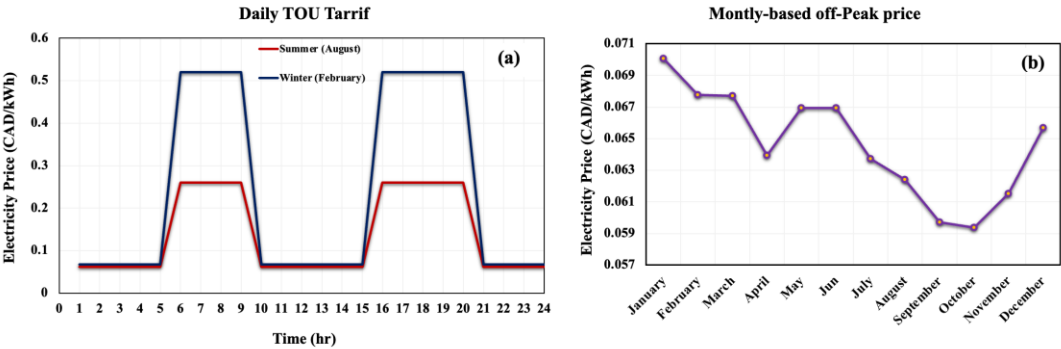 Daily TOU Tarrif
Electricity Price (CAD/kWh)
0.6
0.5
0.4
0.3
0.2
0.1
0
Summer (August)
Winter (February)
(a)
0 1 2 3 4 5 6 7 8 9 10 11 12 13 14 15 16 17 18 19 20 21 22 23 24
Time (hr)
Montly-based off-Peak price
Electricity Price (CAD/kWh)
0.071
0.069
0.067
0.065
0.063
0.061
0.059
0.057
(b)
January
February
March
April
May
Jun
July
August
September
October
November
December